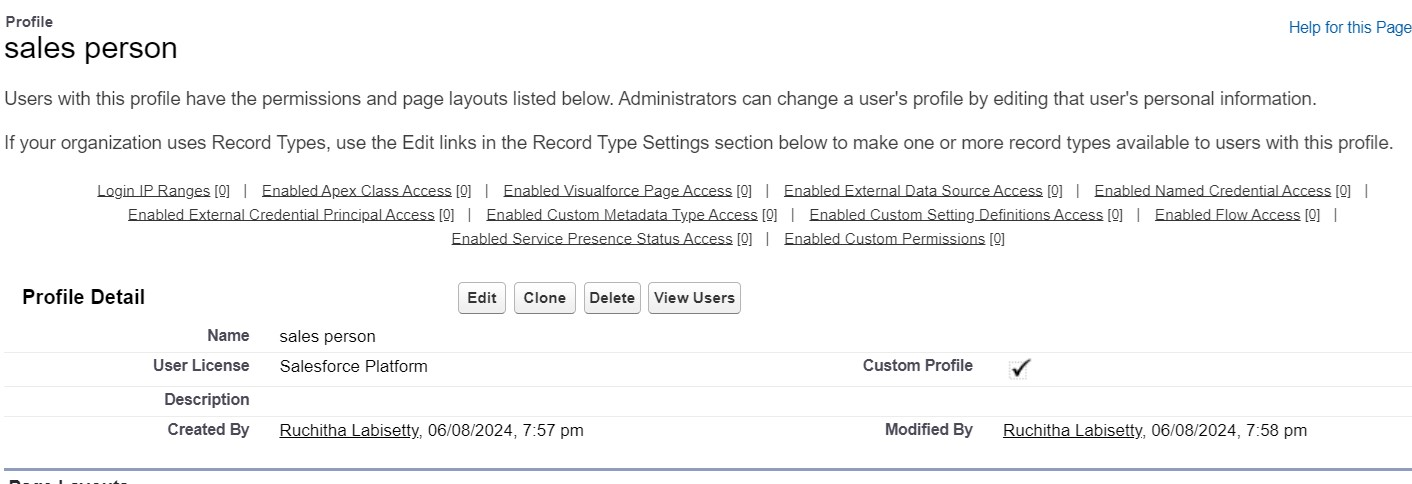 Profile
sales person
Help for this Page
Users with this profile have the permissions and page layouts listed below. Administrators can change a user's profile by editing that user's personal information.
If your organization uses Record Types, use the Edit links in the Record Type Settings section below to make one or more record types available to users with this profile.
Login IP Ranges [0] | Enabled Apex Class Access [0] | Enabled Visualforce Page Access [0] | Enabled External Data Source Access [0] | Enabled Named Credential Access [0] |
Enabled External Credential Principal Access [0] | Enabled Custom Metadata Type Access [0] | Enabled Custom Setting Definitions Access [0] | Enabled Flow Access [0] |
Enabled Service Presence Status Access [0] | Enabled Custom Permissions [0]
Profile Detail Edit Clone Delete View Users
Name sales person
User License Salesforce Platform Custom Profile
Description
Created By Ruchitha Labisetty, 06/08/2024, 7:57 pm Modified By Ruchitha Labisetty, 06/08/2024, 7:58 pm